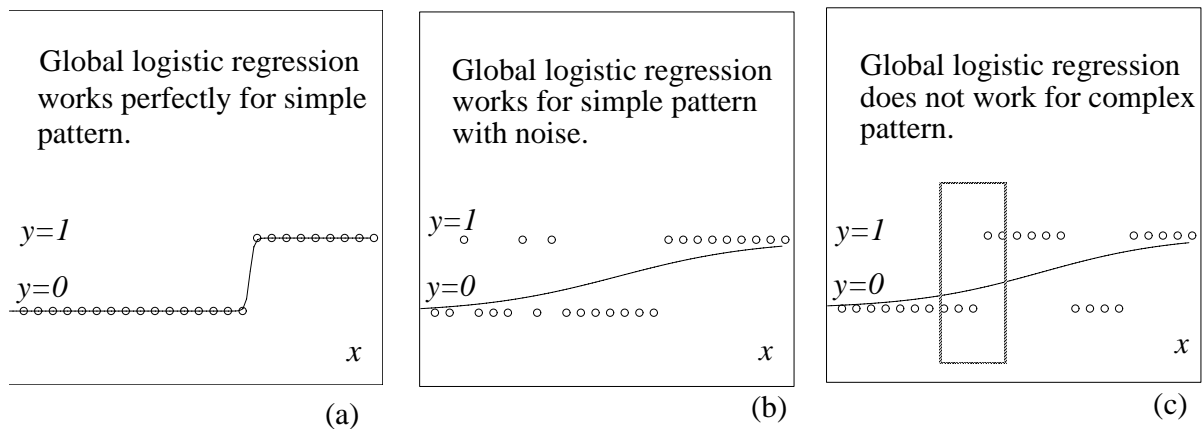 Global logistic regression
works perfectly for simple
pattern.
y=1
y=0
x
(a)
Global logistic regression
works for simple pattern
with noise.
y=1
y=0
x
(b)
Global logistic regression
does not work for complex
pattern.
y=1
y=0
x
(c)